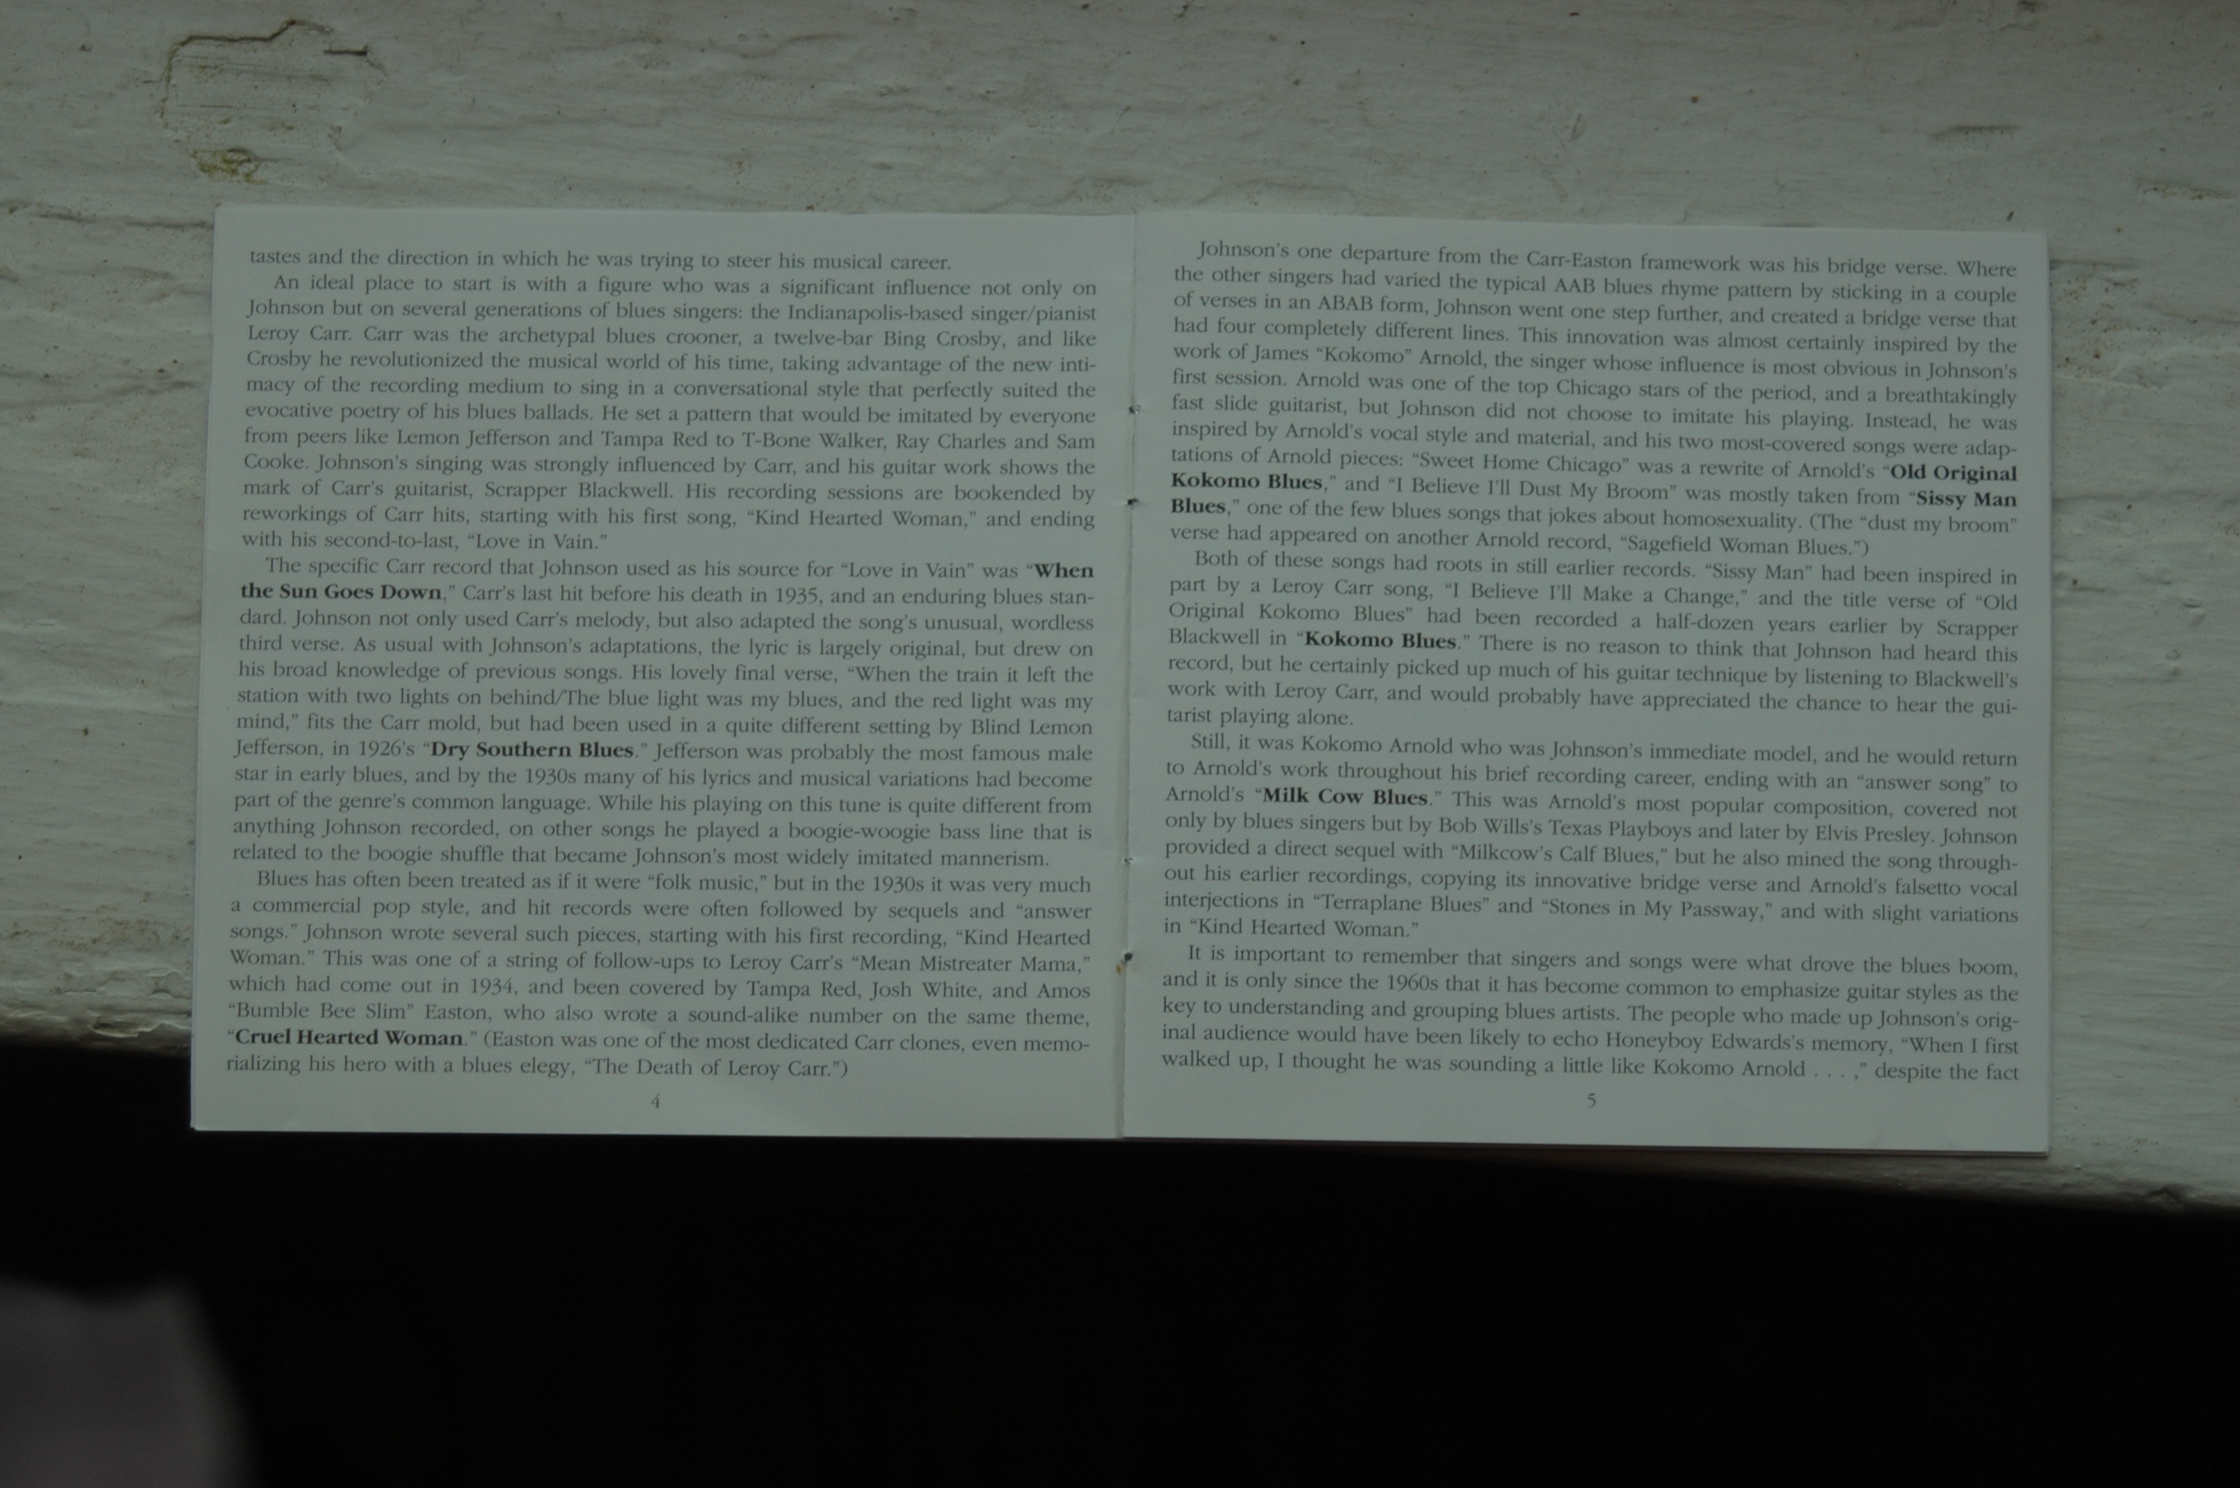 tastes and the direction in which he was trying to steer his musical career.
An ideal place to start is with a figure who was a significant influence not only on
Johnson but on several generations of blues singers: the Indianapolis-based singer/pianist
Leroy Carr. Carr was the archetypal blues crooner, a twelve-bar Bing Crosby, and like
Crosby he revolutionized the musical world of his time, taking advantage of the new inti-
macy of the recording medium to sing in a conversational style that perfectly suited the
evocative poetry of his blues ballads. He set a pattern that would be imitated by everyone
from peers like Lemon Jefferson and Tampa Red to T-Bone Walker, Ray Charles and Sam
Cooke. Johnson's singing was strongly influenced by Carr, and his guitar work shows the
mark of Carr's guitarist, Scrapper Blackwell. His recording sessions are bookended by
reworkings of Carr hits, starting with his first song, “Kind Hearted Woman,” and ending
with his second-to-last, “Love in Vain.”
The specific Carr record that Johnson used as his source for “Love in Vain” was “When
the Sun Goes Down,” Carr's last hit before his death in 1935, and an enduring blues stan-
dard. Johnson not only used Carr's melody, but also adapted the song's unusual, wordless
third verse. As usual with Johnson's adaptations, the lyric is largely original, but drew on
his broad knowledge of previous songs. His lovely final verse, “When the train it left the
station with two lights on behind/The blue light was my blues, and the red light was my
mind,” fits the Carr mold, but had been used in a quite different setting by Blind Lemon
Jefferson, in 1926's “Dry Southern Blues.” Jefferson was probably the most famous male
star in early blues, and by the 1930s many of his lyrics and musical variations had become
part of the genre's common language. While his playing on this tune is quite different from
anything Johnson recorded, on other songs he played a boogie-woogie bass line that is
related to the boogie shuffle that became Johnson's most widely imitated mannerism.
Blues has often been treated as if it were “folk music,” but in the 1930s it was very much
a commercial pop style, and hit records were often followed by sequels and “answer
songs.” Johnson wrote several such pieces, starting with his first recording, “Kind Hearted
Woman.” This was one of a string of follow-ups to Leroy Carr's “Mean Mistreater Mama,”
which had come out in 1934, and been covered by Tampa Red, Josh White, and Amos
“Bumble Bee Slim” Easton, who also wrote a sound-alike number on the same theme,
“Cruel Hearted Woman.” (Easton was one of the most dedicated Carr clones, even memo-
rializing his hero with a blues elegy, “The Death of Leroy Carr.”)
4
Johnson's one departure from the Carr-Easton framework was his bridge verse. Where
the other singers had varied the typical AAB blues rhyme pattern by sticking in a couple
of verses in an ABAB form, Johnson went one step further, and created a bridge verse that
had four completely different lines. This innovation was almost certainly inspired by the
work of James “Kokomo” Arnold, the singer whose influence is most obvious in Johnson's
first session. Arnold was one of the top Chicago stars of the period, and a breathtakingly
fast slide guitarist, but Johnson did not choose to imitate his playing. Instead, he was
inspired by Arnold's vocal style and material, and his two most-covered songs were adap-
tations of Arnold pieces: “Sweet Home Chicago” was a rewrite of Arnold's “Old Original
Kokomo Blues,” and “I Believe I'll Dust My Broom” was mostly taken from “Sissy Man
Blues,” one of the few blues songs that jokes about homosexuality. (The “dust my broom”
verse had appeared on another Arnold record, “Sagefield Woman Blues.”)
Both of these songs had roots in still earlier records. “Sissy Man” had been inspired in
part by a Leroy Carr song, “I Believe I'll Make a Change,” and the title verse of “Old
Original Kokomo Blues” had been recorded a half-dozen years earlier by Scrapper
Blackwell in “Kokomo Blues.” There is no reason to think that Johnson had heard this
record, but he certainly picked up much of his guitar technique by listening to Blackwell's
work with Leroy Carr, and would probably have appreciated the chance to hear the gui-
tarist playing alone.
Still, it was Kokomo Arnold who was Johnson's immediate model, and he would return
to Arnold's work throughout his brief recording career, ending with an “answer song” to
Arnold's “Milk Cow Blues.” This was Arnold's most popular composition, covered not
only by blues singers but by Bob Wills's Texas Playboys and later by Elvis Presley. Johnson
provided a direct sequel with “Milkcow's Calf Blues,” but he also mined the song through-
out his earlier recordings, copying its innovative bridge verse and Arnold's falsetto vocal
interjections in “Terraplane Blues” and “Stones in My Passway,” and with slight variations
in “Kind Hearted Woman.”
It is important to remember that singers and songs were what drove the blues boom,
and it is only since the 1960s that it has become common to emphasize guitar styles as the
key to understanding and grouping blues artists. The people who made up Johnson's orig-
inal audience would have been likely to echo Honeyboy Edwards's memory, “When I first
walked up, I thought he was sounding a little like Kokomo Arnold . . . ,” despite the fact
5